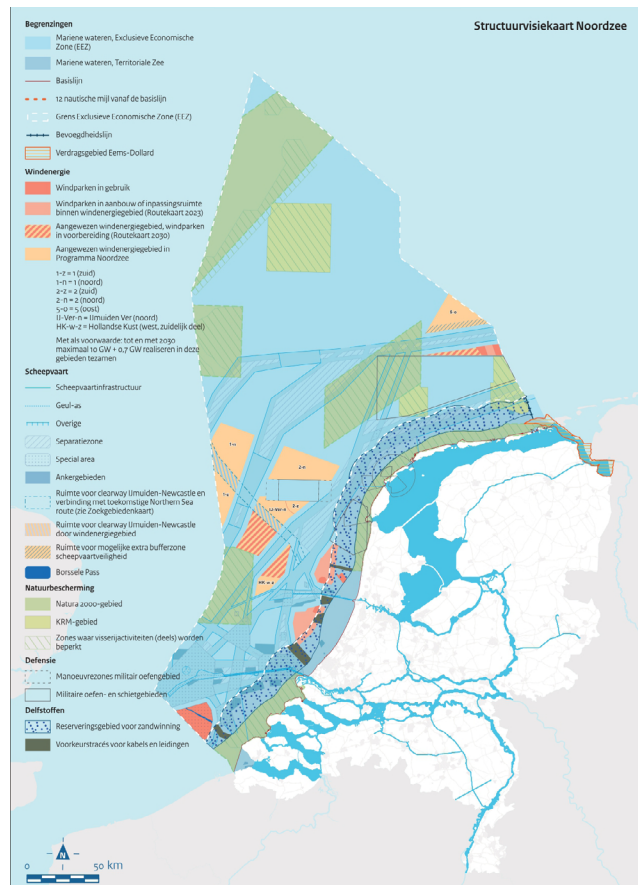 Structuurvisiekaart Noordzee
Begrenzingen
Mariene wateren, Exclusieve Economische
Zone (EEZ)
Mariene wateren, Territoriale Zee
Basislijn
12 nautische mijl vanaf de basislijn
Grens Exclusieve Economische Zone (EEZ)
Bevoegdheidslijn
Verdragsgebied Eems-Dollard
Windenergie
Windparken in gebruik
Windparken in aanbouw of inpassingsruimte
binnen windenergiegebied (Routekaart 2023)
Aangewezen windenergiegebied, windparken
in voorbereiding (Routekaart 2030)
Aangewezen windenergiegebied in
Programma Noordzee
1-z = 1 (zuid)
1-n = 1 (noord)
2-z = 2 (zuid)
2-n = 2 (noord)
5-o = 5 (oost)
IJ-Ver-n = IJmuiden Ver (noord)
HK-w-z = Hollandse Kust (west, zuidelijk deel)
Met als voorwaarde: tot en met 2030
maximaal 10 GW + 0,7 GW realiseren in deze
gebieden tezamen
Scheepvaart
Scheepvaartinfrastructuur
Geul-as
Overige
Separatiezone
Special area
Ankergebieden
Ruimte voor clearway IJmuiden-Newcastle en
verbinding met toekomstige Northern Sea
route (zie Zoekgebiedenkaart)
Ruimte voor clearway IJmuiden-Newcastle
door windenergiegebied
Ruimte voor mogelijke extra bufferzone
scheepvaartveiligheid
Borssele Pass
Natuurbescherming
Natura 2000-gebied
KRM-gebied
Zones waar visserijactiviteiten (deels) worden
beperkt
Defensie
Manoeuvrezones militair oefengebied
Militaire oefen- en schietgebieden
Delfstoffen
Reserveringsgebied voor zandwinning
Voorkeurstracés voor kabels en leidingen
5-o
1-n
2-n
1-z
2-z
IJ-Ver-n
HK-w-z
N
0 50 km